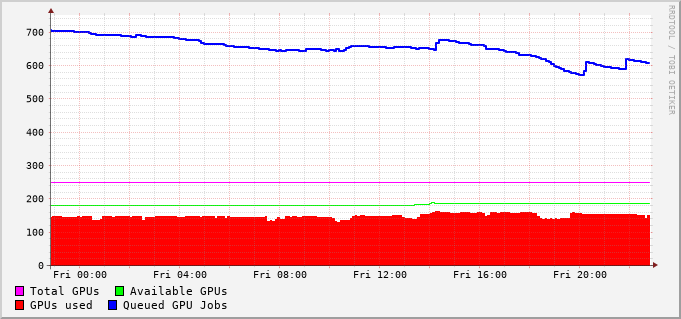 700
600
500
400
300
200
100
0
Fri 00:00 Fri 04:00 Fri 08:00 Fri 12:00 Fri 16:00 Fri 20:00
Total GPUs Available GPUs
GPUs used Queued GPU Jobs
RRDTOOL / TOBI OETIKER